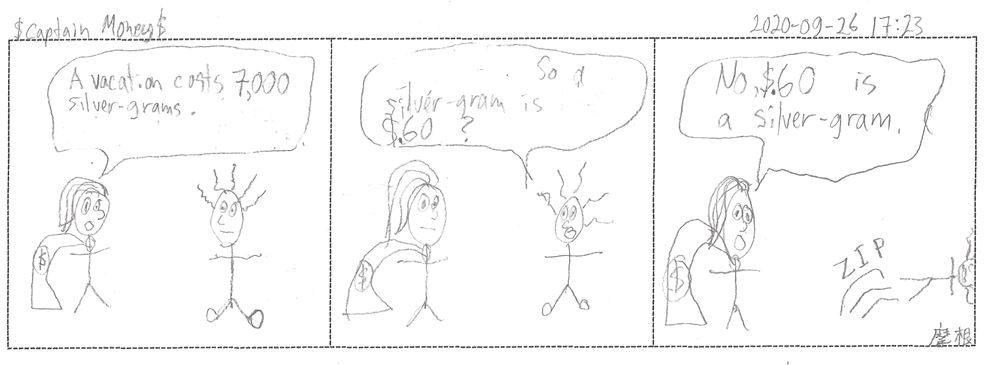 $Captain Money$
2020-09-26 17:23
A vacation costs 7,000
silver-grams.
So a
silver-gram is
$.60 ?
No, $.60 is
a silver-gram.
$
$
$
ZIP
摩根